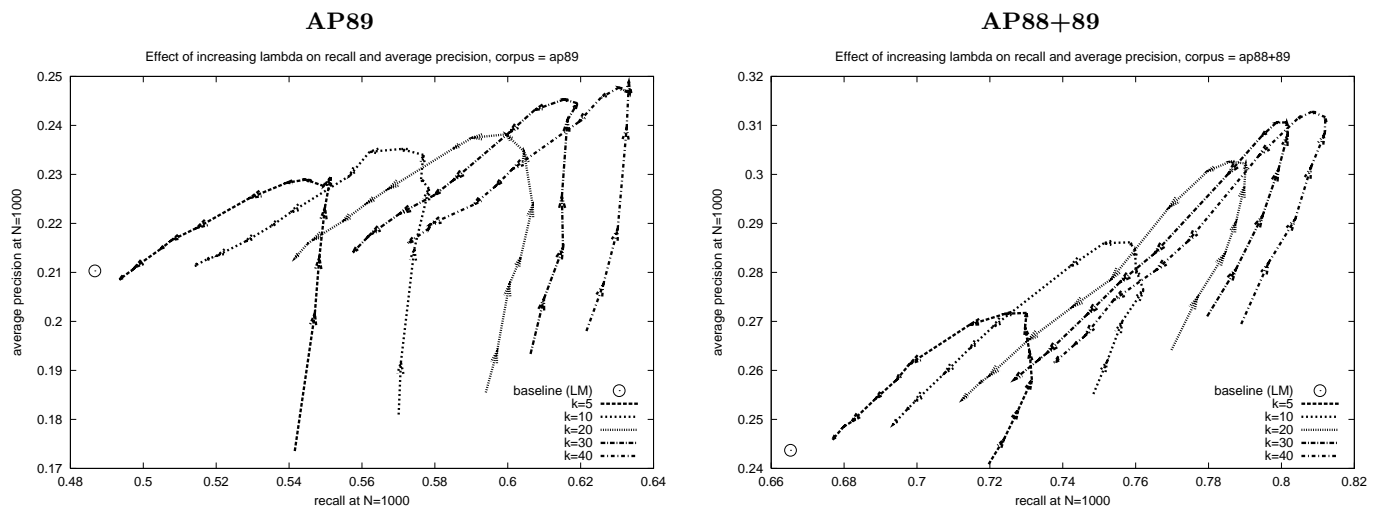 AP89
Effect of increasing lambda on recall and average precision, corpus = ap89
0.25
0.24
0.23
0.22
0.21
0.2
0.19
0.18
0.17
average precision at N=1000
0.48
0.5
0.52
0.54
0.56
0.58
0.6
0.62
0.64
recall at N=1000
baseline (LM)
k=5
k=10
k=20
k=30
k=40
AP88+89
Effect of increasing lambda on recall and average precision, corpus = ap88+89
0.32
0.31
0.3
0.29
0.28
0.27
0.26
0.25
0.24
average precision at N=1000
0.66
0.68
0.7
0.72
0.74
0.76
0.78
0.8
0.82
recall at N=1000
baseline (LM)
k=5
k=10
k=20
k=30
k=40